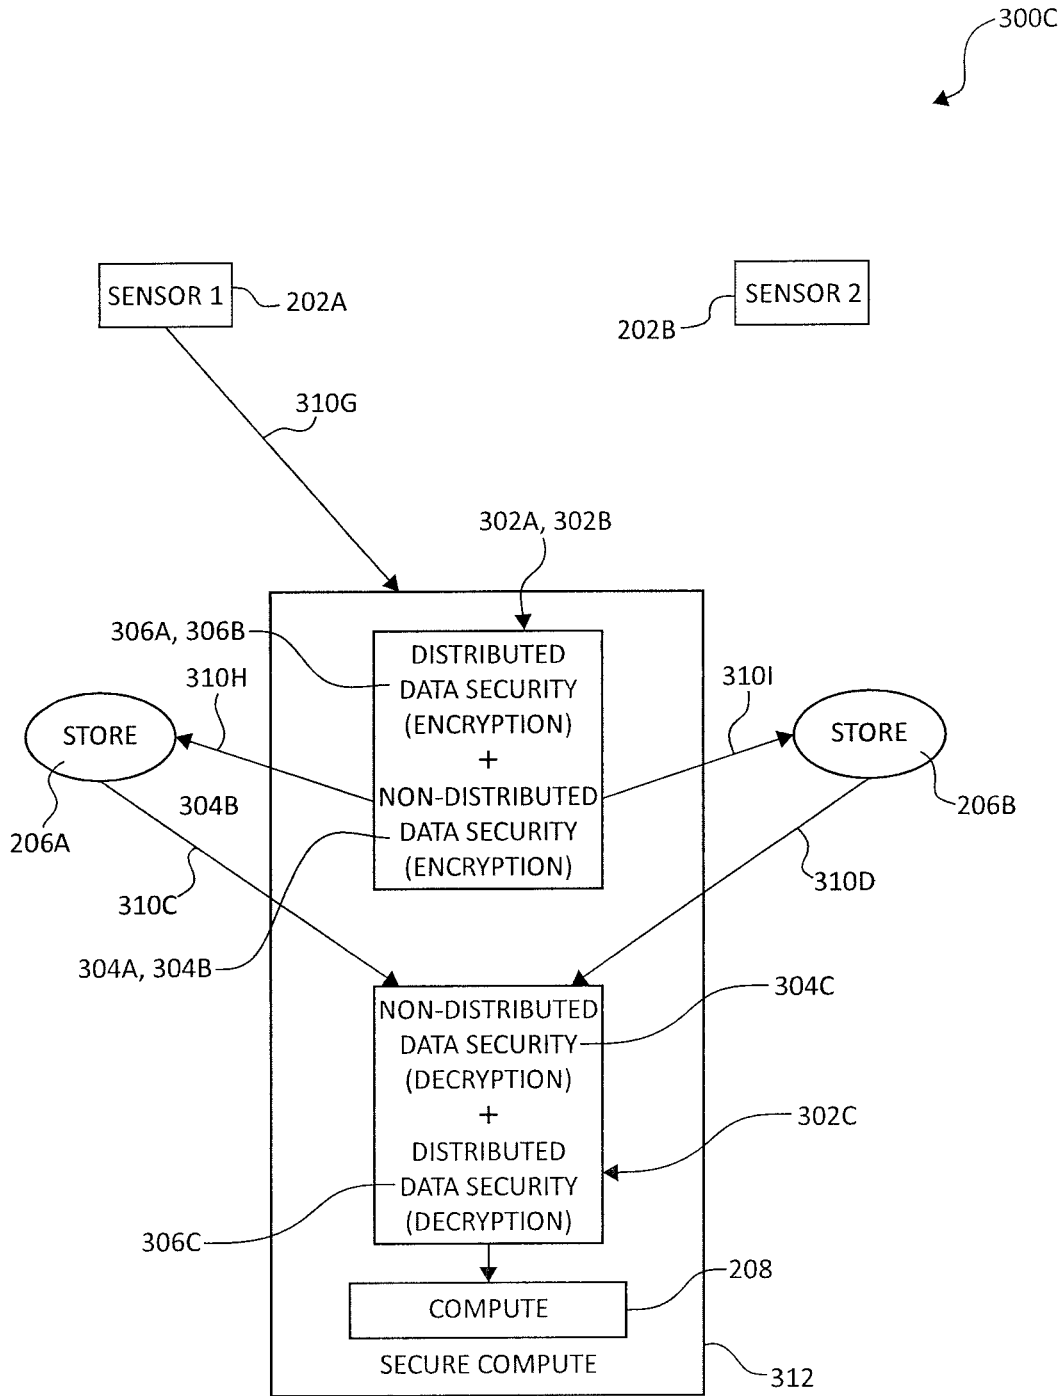 300C
SENSOR 1
202A
SENSOR 2
202B
310G
302A, 302B
306A, 306B
DISTRIBUTED
DATA SECURITY
(ENCRYPTION)
+
NON-DISTRIBUTED
DATA SECURITY
(ENCRYPTION)
310H
310I
STORE
STORE
304B
206A
206B
310C
310D
304A, 304B
NON-DISTRIBUTED
DATA SECURITY
(DECRYPTION)
+
DISTRIBUTED
DATA SECURITY
(DECRYPTION)
304C
302C
306C
208
COMPUTE
SECURE COMPUTE
312